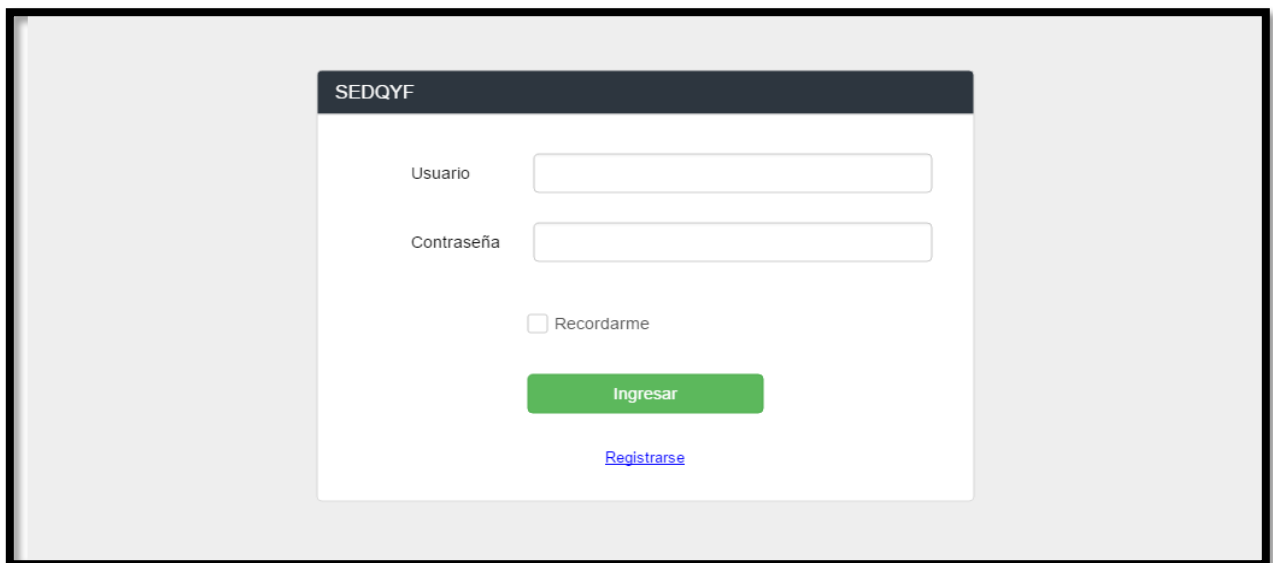 SEDQYF
Usuario
Contraseña
Recordarme
Ingresar
Registrarse